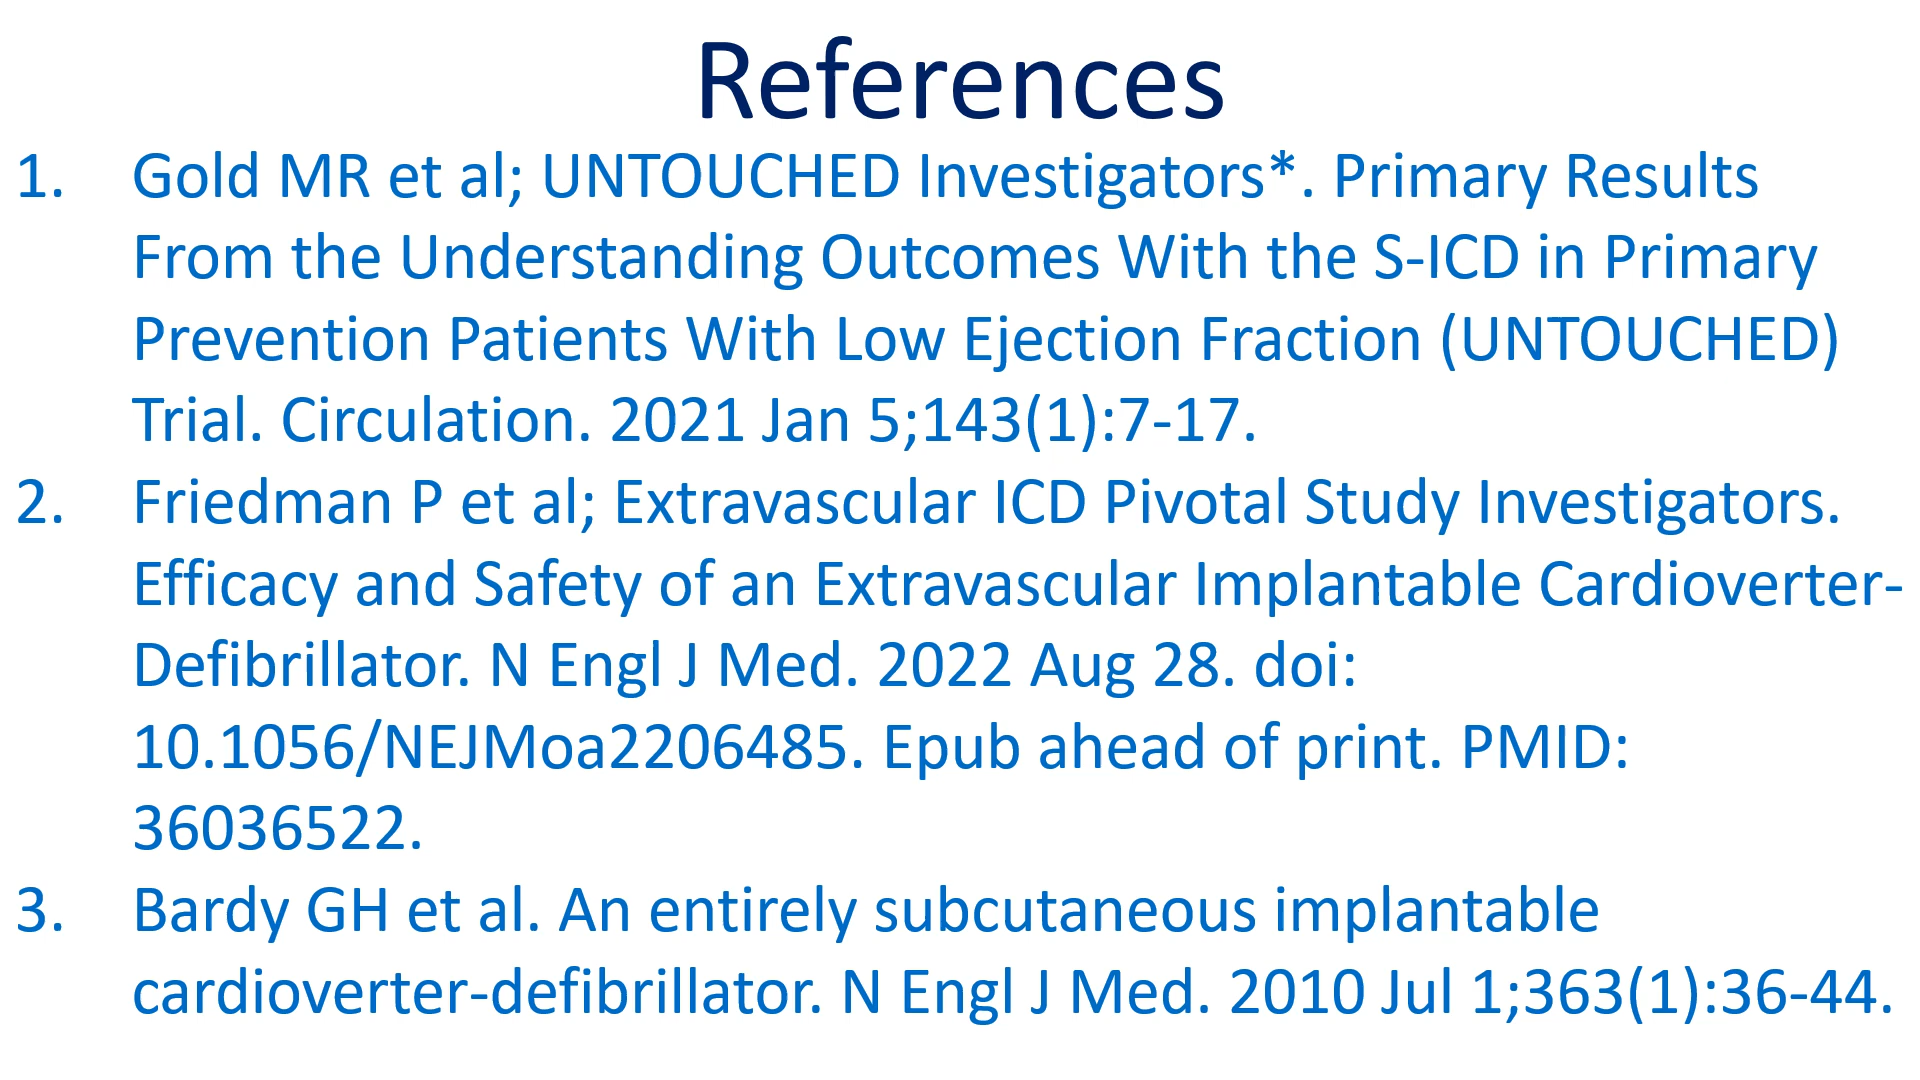 References
1. Gold MR et al; UNTOUCHED Investigators*. Primary Results
From the Understanding Outcomes With the S-ICD in Primary
Prevention Patients With Low Ejection Fraction (UNTOUCHED)
Trial. Circulation. 2021 Jan 5;143(1):7-17.
2. Friedman P et al; Extravascular ICD Pivotal Study Investigators.
Efficacy and Safety of an Extravascular Implantable Cardioverter-
Defibrillator. N Engl J Med. 2022 Aug 28. doi:
10.1056/NEJMoa2206485. Epub ahead of print. PMID:
36036522.
3. Bardy GH et al. An entirely subcutaneous implantable
cardioverter-defibrillator. N Engl J Med. 2010 Jul 1;363(1):36-44.